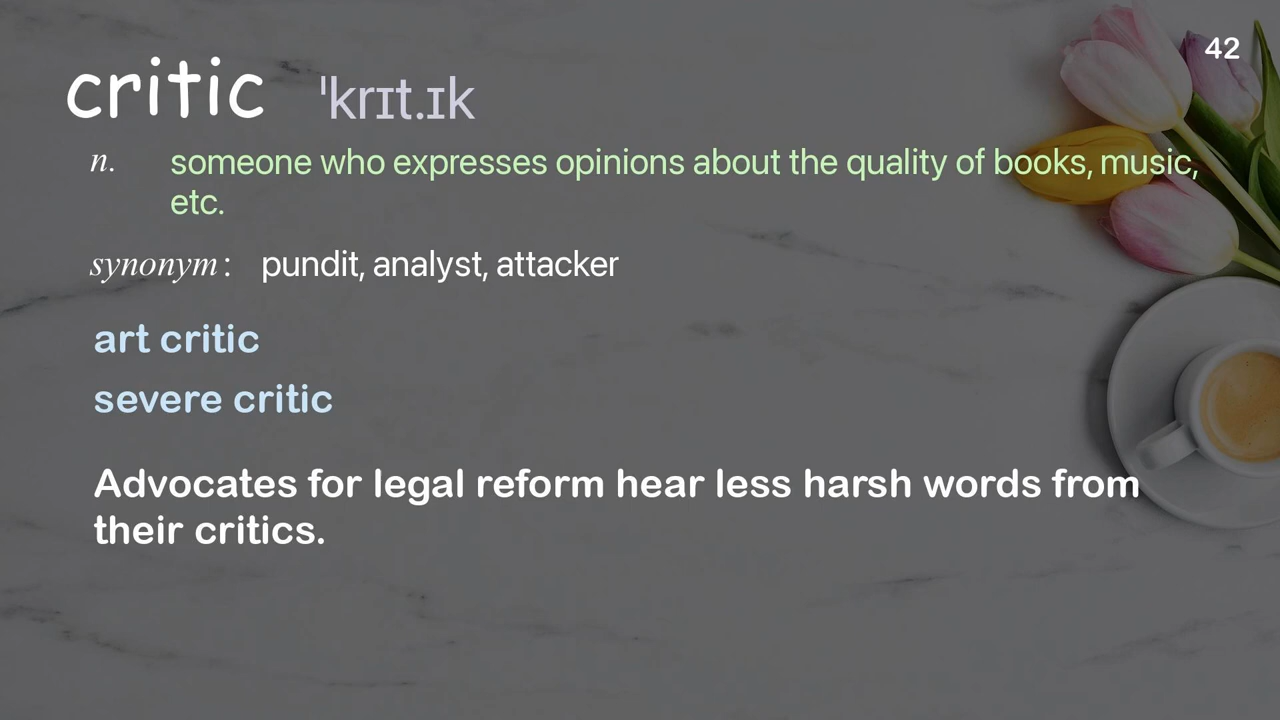 42
critic ˈkrɪt.ɪk
n. someone who expresses opinions about the quality of books, music,
etc.
synonym : pundit, analyst, attacker
art critic
severe critic
Advocates for legal reform hear less harsh words from
their critics.